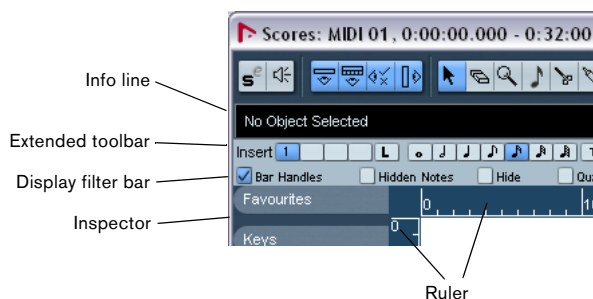 Scores: MIDI 01, 0:00:00.000 - 0:32:00
Info line
No Object Selected
Extended toolbar
Insert 1 L
Display filter bar
Bar Handles Hidden Notes Hide
Inspector
Favourites
0
0
Keys
Ruler